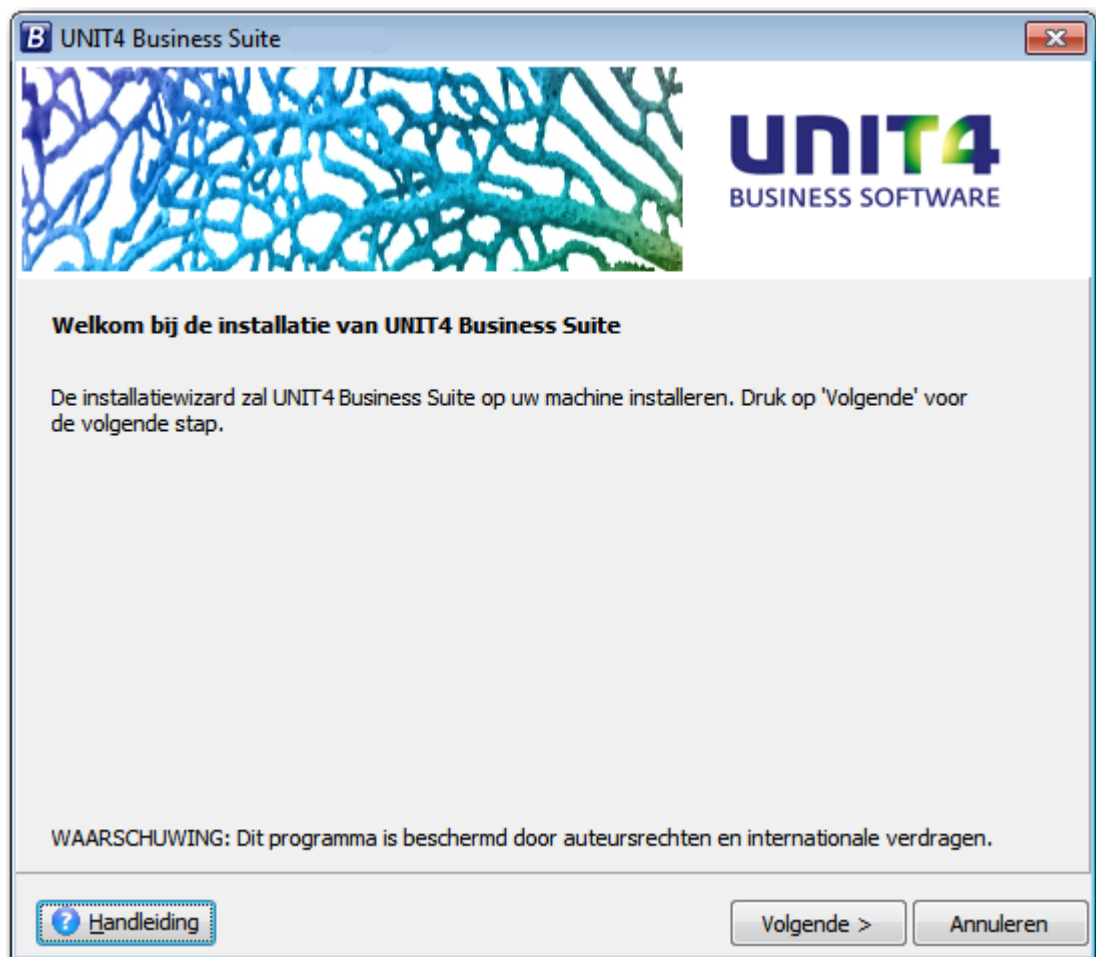 B UNIT4 Business Suite
UNIT4
BUSINESS SOFTWARE
Welkom bij de installatie van UNIT4 Business Suite
De installatiewizard zal UNIT4 Business Suite op uw machine installeren. Druk op 'Volgende' voor
de volgende stap.
WAARSCHUWING: Dit programma is beschermd door auteursrechten en internationale verdragen.
? Handleiding
Volgende >
Annuleren